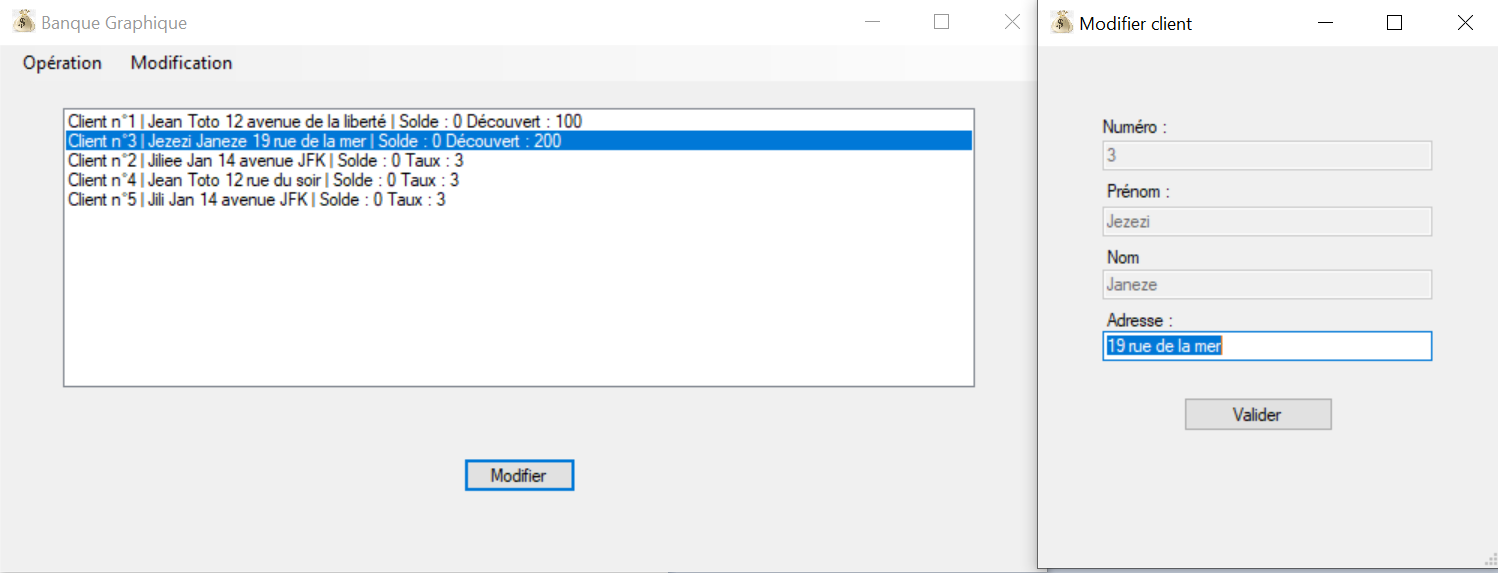 Banque Graphique
Opération Modification
Client n°1 | Jean Toto 12 avenue de la liberté | Solde : 0 Découvert : 100
Client n°3 | Jezezi Janeze 19 rue de la mer | Solde : 0 Découvert : 200
Client n°2 | Jiliee Jan 14 avenue JFK | Solde : 0 Taux : 3
Client n°4 | Jean Toto 12 rue du soir | Solde : 0 Taux : 3
Client n°5 | Jili Jan 14 avenue JFK | Solde : 0 Taux : 3
Modifier
Modifier client
Numéro :
3
Prénom :
Jezezi
Nom
Janeze
Adresse :
19 rue de la mer
Valider